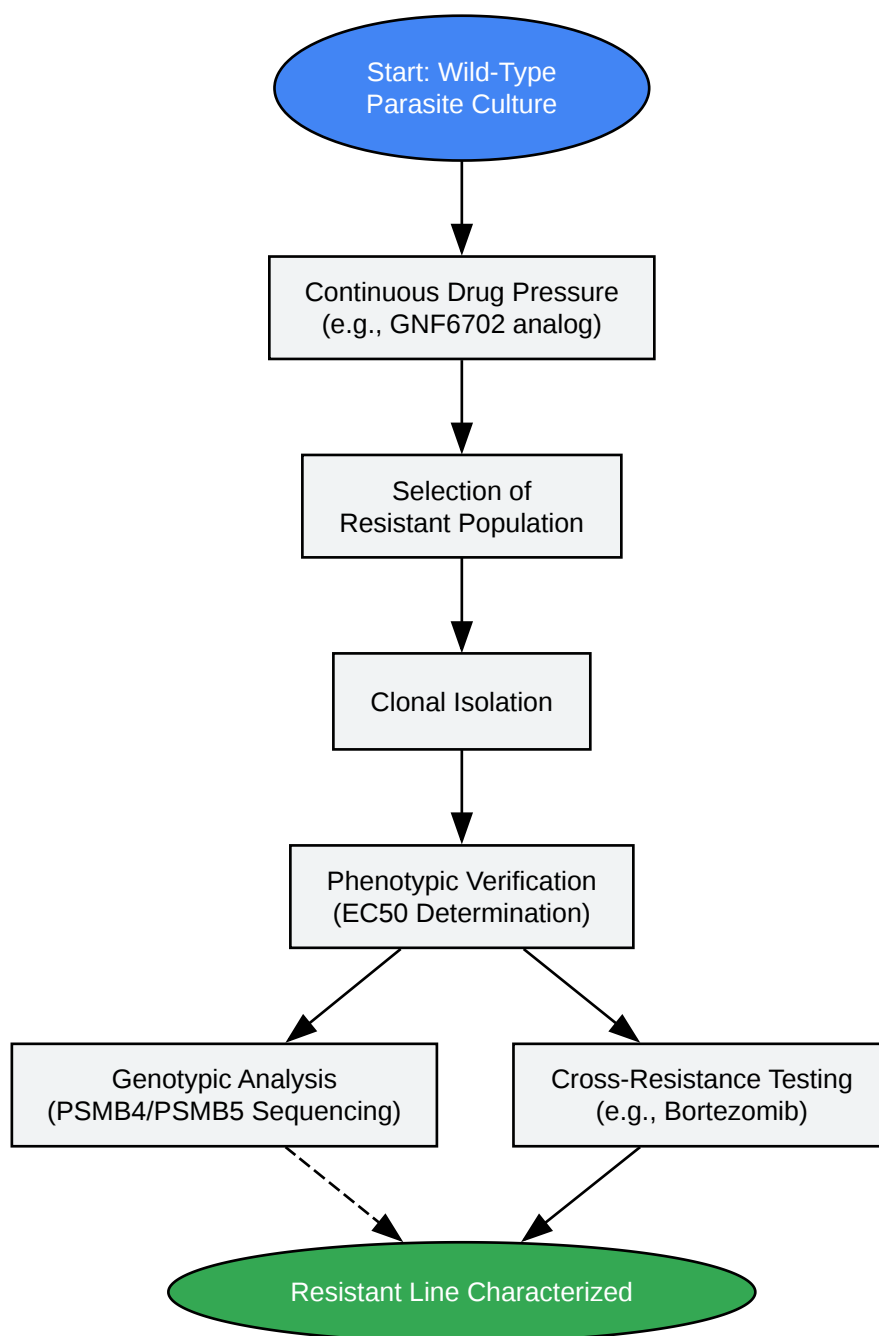 Start: Wild-Type
Parasite Culture
Continuous Drug Pressure
(e.g., GNF6702 analog)
Selection of
Resistant Population
Clonal Isolation
Phenotypic Verification
(EC50 Determination)
Genotypic Analysis
(PSMB4/PSMB5 Sequencing)
Cross-Resistance Testing
(e.g., Bortezomib)
Resistant Line Characterized